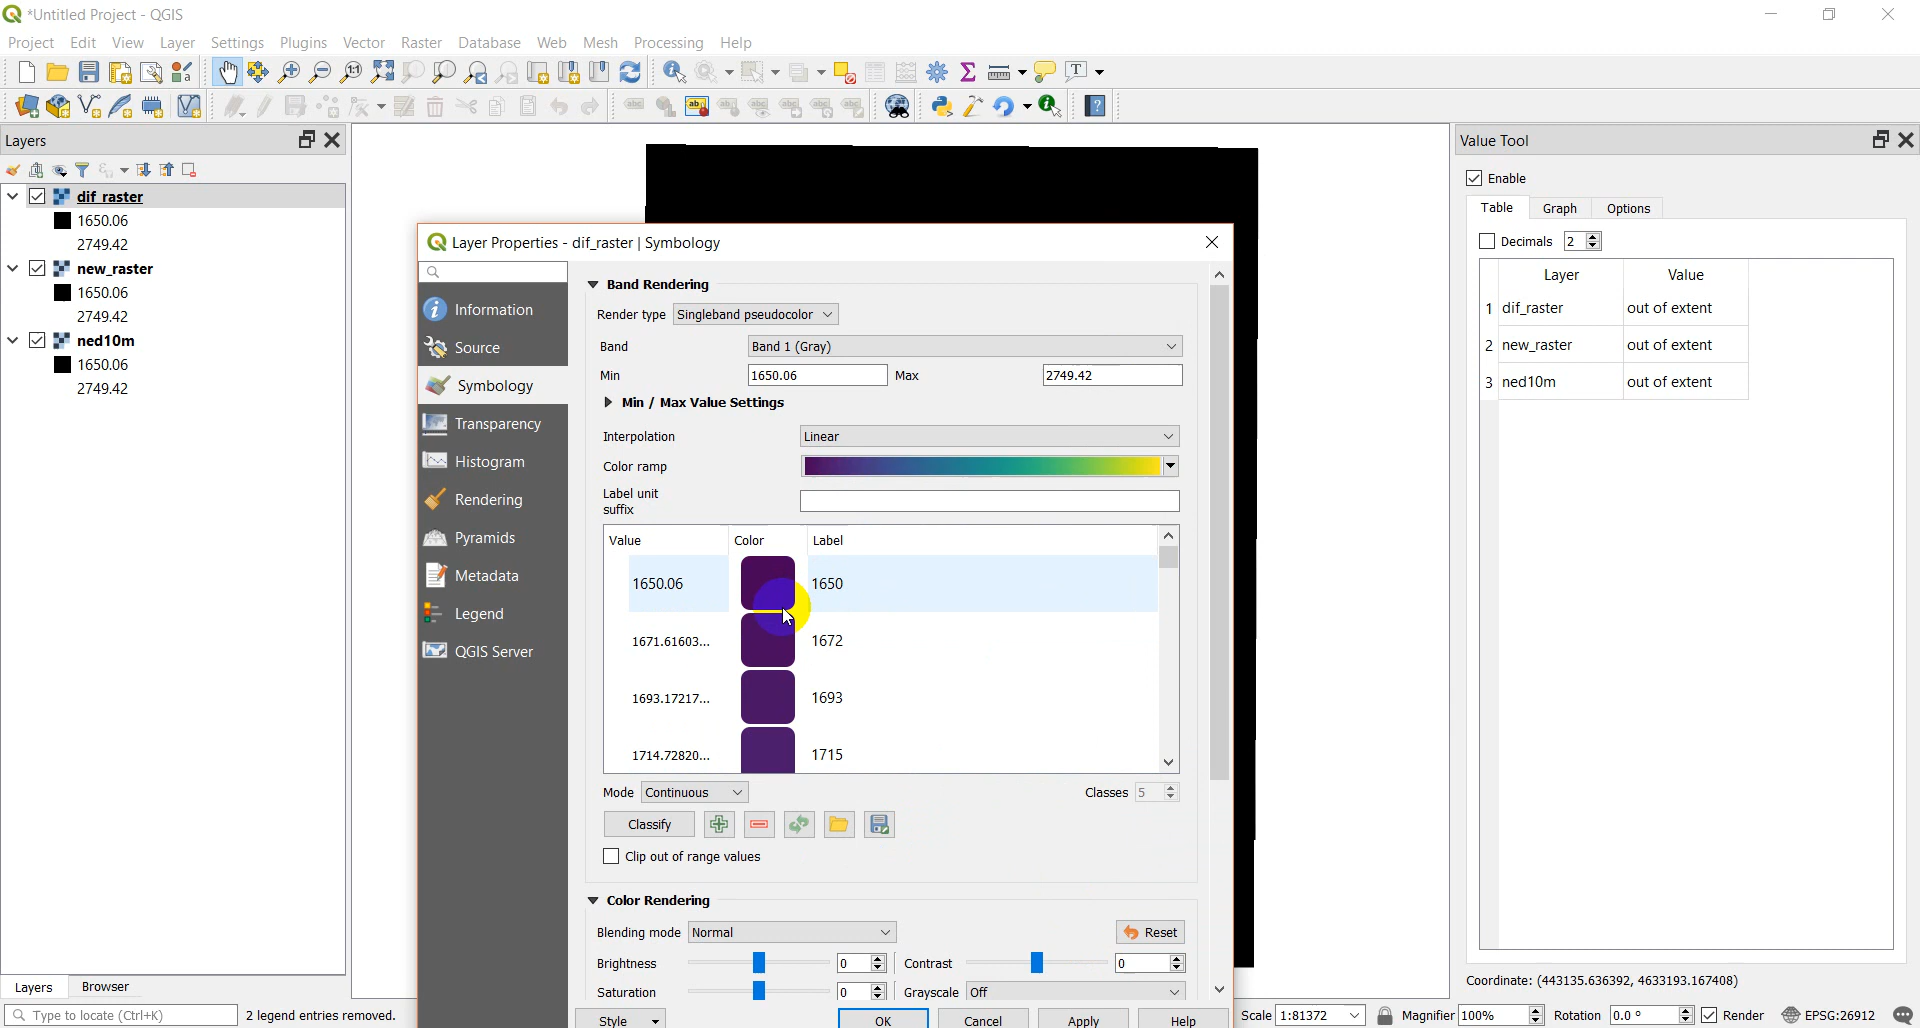 *Untitled Project - QGIS
Project Edit View Layer Settings Plugins Vector Raster Database Web Mesh Processing Help
Layers
dif_raster
1650.06
2749.42
new_raster
1650.06
2749.42
ned10m
1650.06
2749.42
Layers Browser
Layer Properties - dif_raster | Symbology
Information
Source
Symbology
Transparency
Histogram
Rendering
Pyramids
Metadata
Legend
QGIS Server
Band Rendering
Render type Singleband pseudocolor
Band Band 1 (Gray)
Min 1650.06 Max 2749.42
Min / Max Value Settings
Interpolation Linear
Color ramp
Label unit
suffix
Value Color Label
1650.06 1650
1671.61603... 1672
1693.17217... 1693
1714.72820... 1715
Mode Continuous Classes 5
Classify
Clip out of range values
Color Rendering
Blending mode Normal Reset
Brightness 0 Contrast 0
Saturation 0 Grayscale Off
Style OK Cancel Apply Help
Value Tool
Enable
Table Graph Options
Decimals 2
Layer Value
1 dif_raster out of extent
2 new_raster out of extent
3 ned10m out of extent
Coordinate: (443135.636392, 4633193.167408)
Type to locate (Ctrl+K) 2 legend entries removed. Scale 1:81372 Magnifier 100% Rotation 0.0 ° Render EPSG:26912